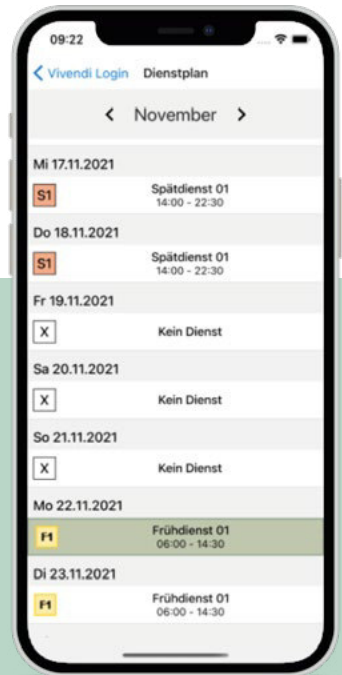 09:22
Vivendi Login Dienstplan
< November >
Mi 17.11.2021
S1 Spätdienst 01
14:00 - 22:30
Do 18.11.2021
S1 Spätdienst 01
14:00 - 22:30
Fr 19.11.2021
X Kein Dienst
Sa 20.11.2021
X Kein Dienst
So 21.11.2021
X Kein Dienst
Mo 22.11.2021
F1 Frühdienst 01
06:00 - 14:30
Di 23.11.2021
F1 Frühdienst 01
06:00 - 14:30